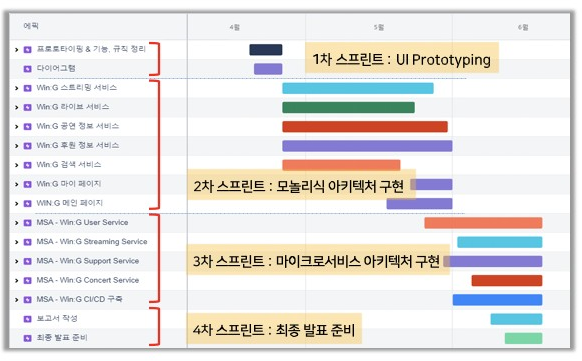 에픽
4월
5월
6월
프로토타이핑 & 기능, 규칙 정리
1차 스프린트 : UI Prototyping
다이어그램
Win:G 스트리밍 서비스
Win:G 라이브 서비스
Win:G 공연 정보 서비스
Win:G 후원 정보 서비스
Win:G 검색 서비스
Win:G 마이 페이지
2차 스프린트 : 모놀리식 아키텍처 구현
WIN:G 메인 페이지
MSA - Win:G User Service
MSA - Win:G Streaming Service
MSA - Win:G Support Service
3차 스프린트 : 마이크로서비스 아키텍처 구현
MSA - Win:G Concert Service
MSA - Win:G CI/CD 구축
보고서 작성
4차 스프린트 : 최종 발표 준비
최종 발표 준비